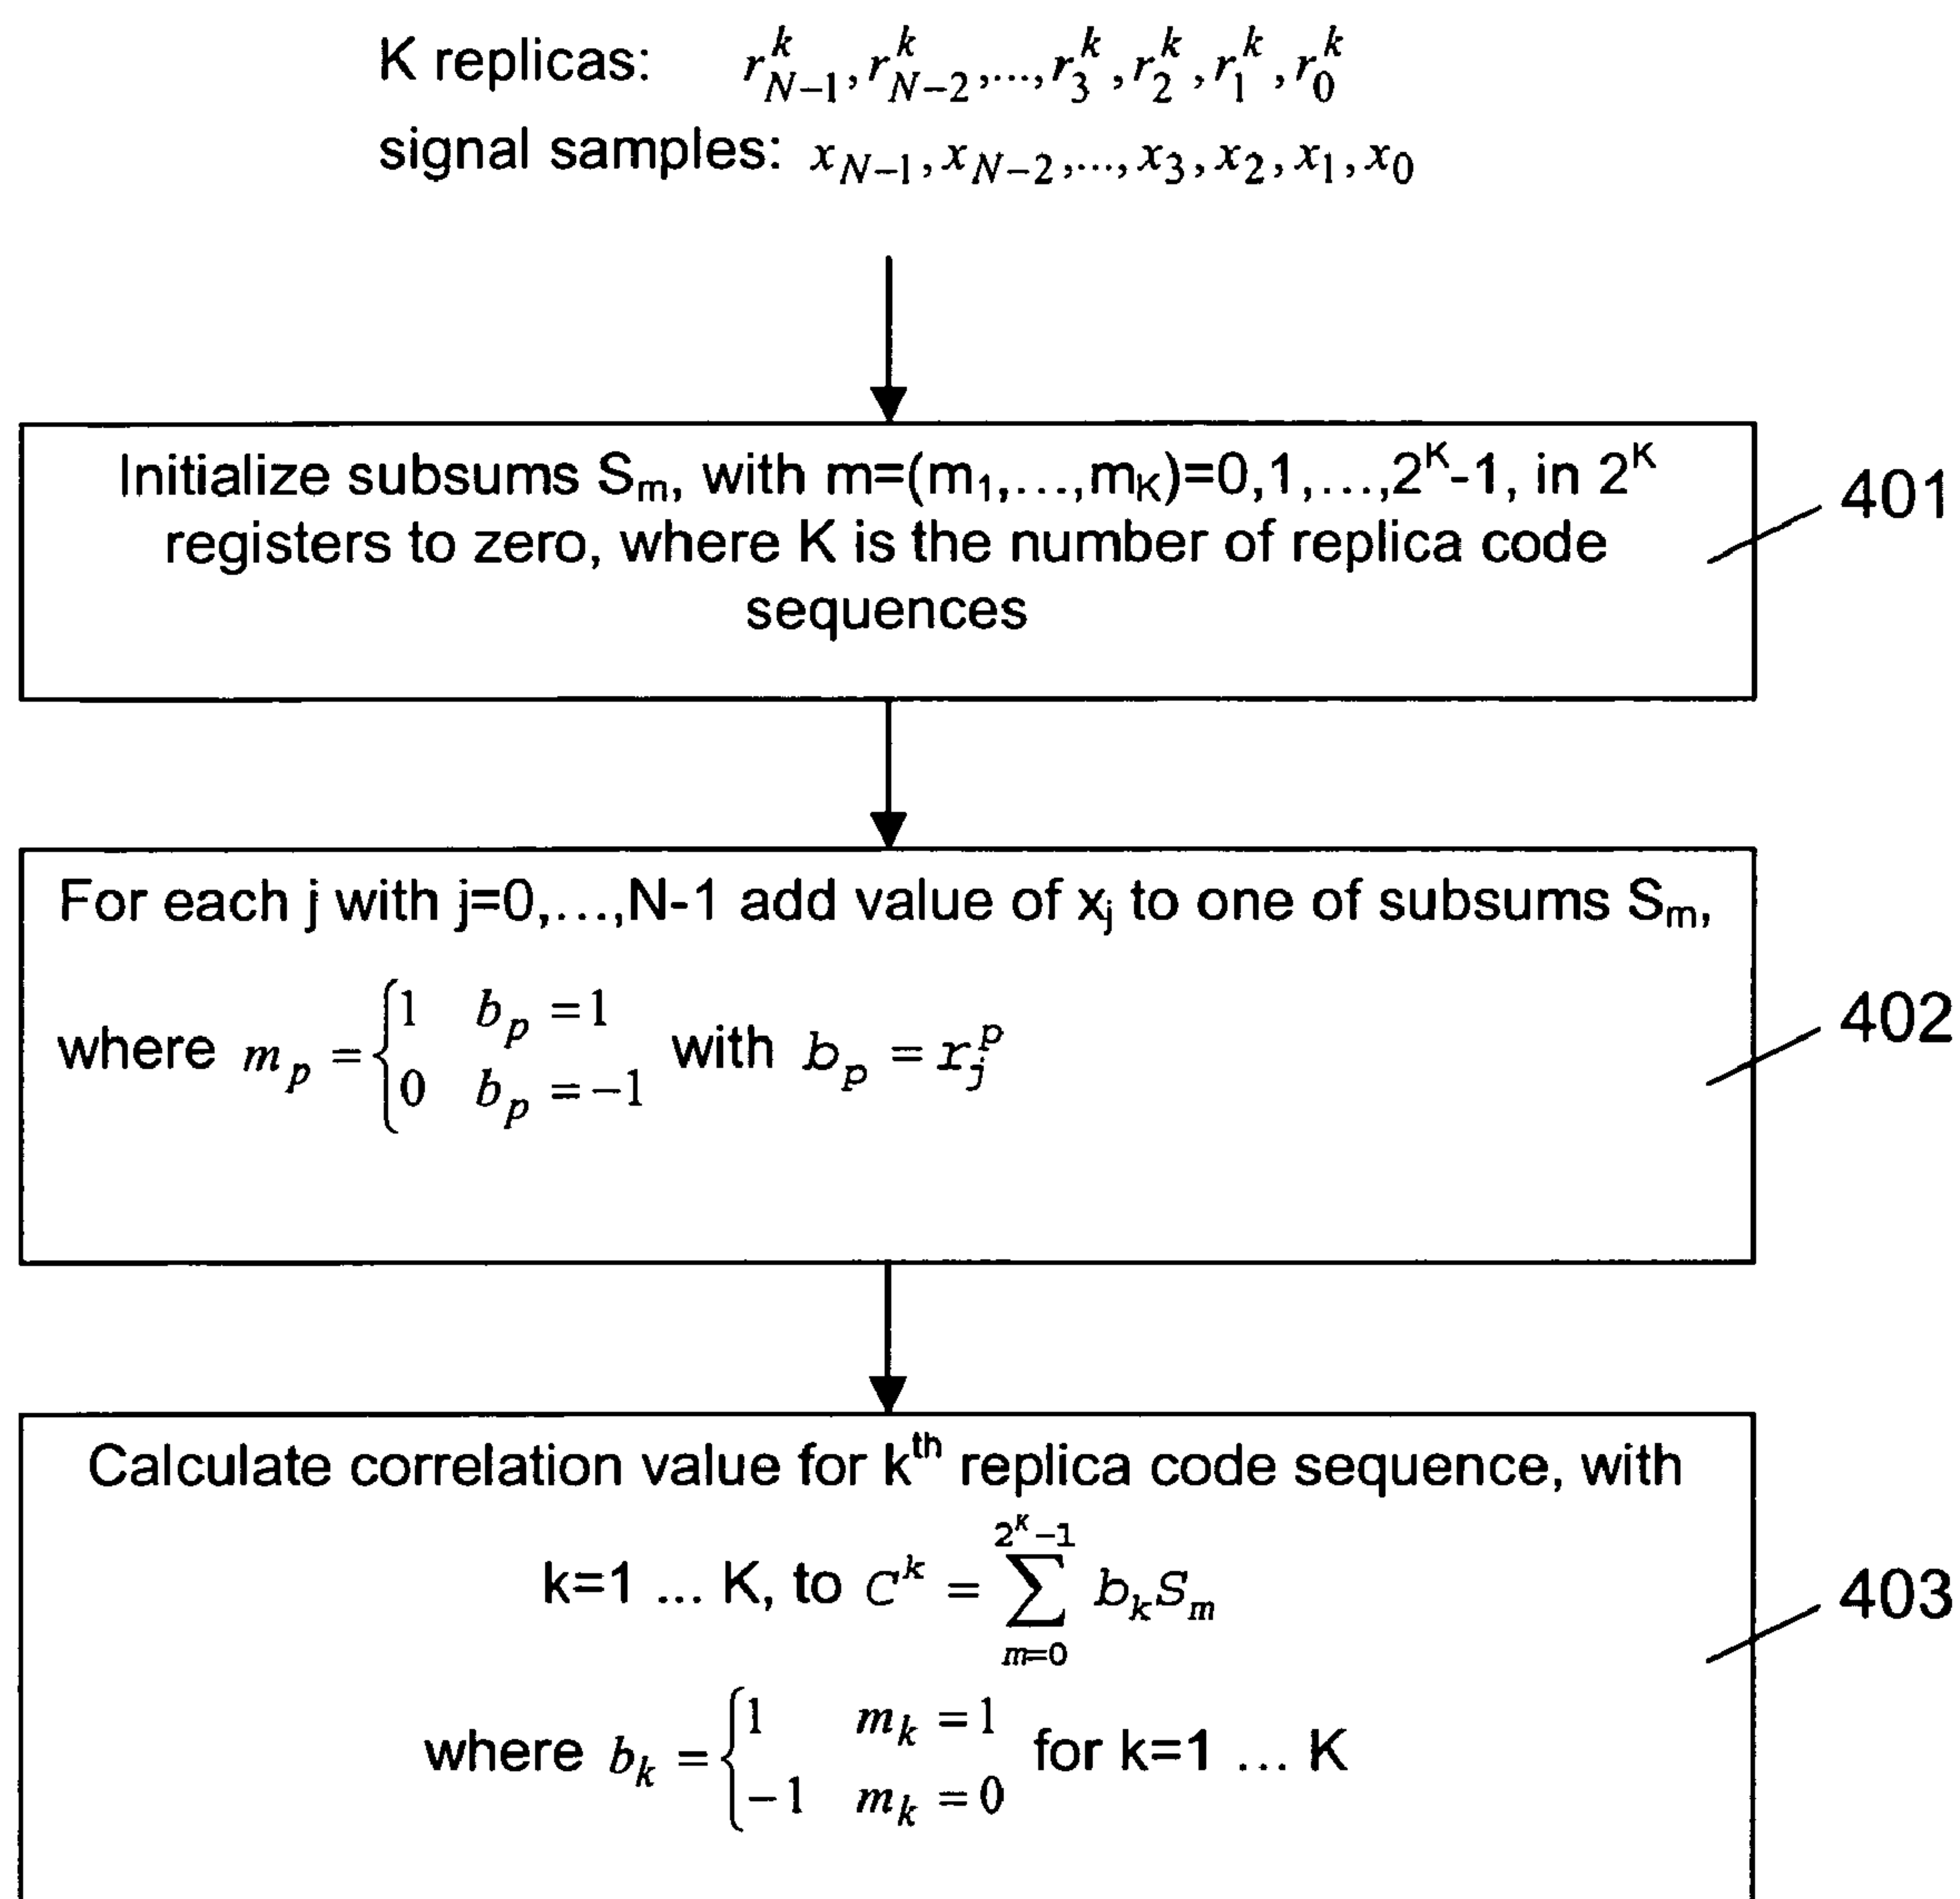 K replicas: r^k_{N-1}, r^k_{N-2},..., r^k_3, r^k_2, r^k_1, r^k_0
signal samples: x_{N-1}, x_{N-2},..., x_3, x_2, x_1, x_0
Initialize subsums S_m, with m=(m_1,...,m_K)=0,1,...,2^K-1, in 2^K
registers to zero, where K is the number of replica code
sequences
401
For each j with j=0,...,N-1 add value of x_j to one of subsums S_m,
where m_p = { 1 b_p = 1
0 b_p = -1 with b_p = r^p_j
402
Calculate correlation value for k^th replica code sequence, with
k=1 ... K, to C^k = ∑_{m=0}^{2^K-1} b_k S_m
where b_k = { 1 m_k = 1
-1 m_k = 0 for k=1 ... K
403